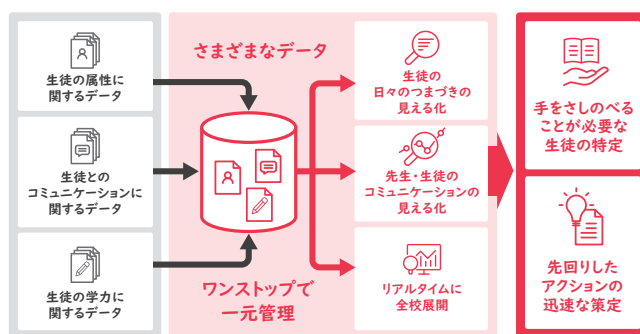 生徒の属性に
関するデータ
生徒との
コミュニケーションに
関するデータ
生徒の学力に
関するデータ
さまざまなデータ
ワンストップで
一元管理
生徒の
日々のつまづきの
見える化
先生・生徒の
コミュニケーションの
見える化
リアルタイムに
全校展開
手をさしのべる
ことが必要な
生徒の特定
先回りした
アクションの
迅速な策定